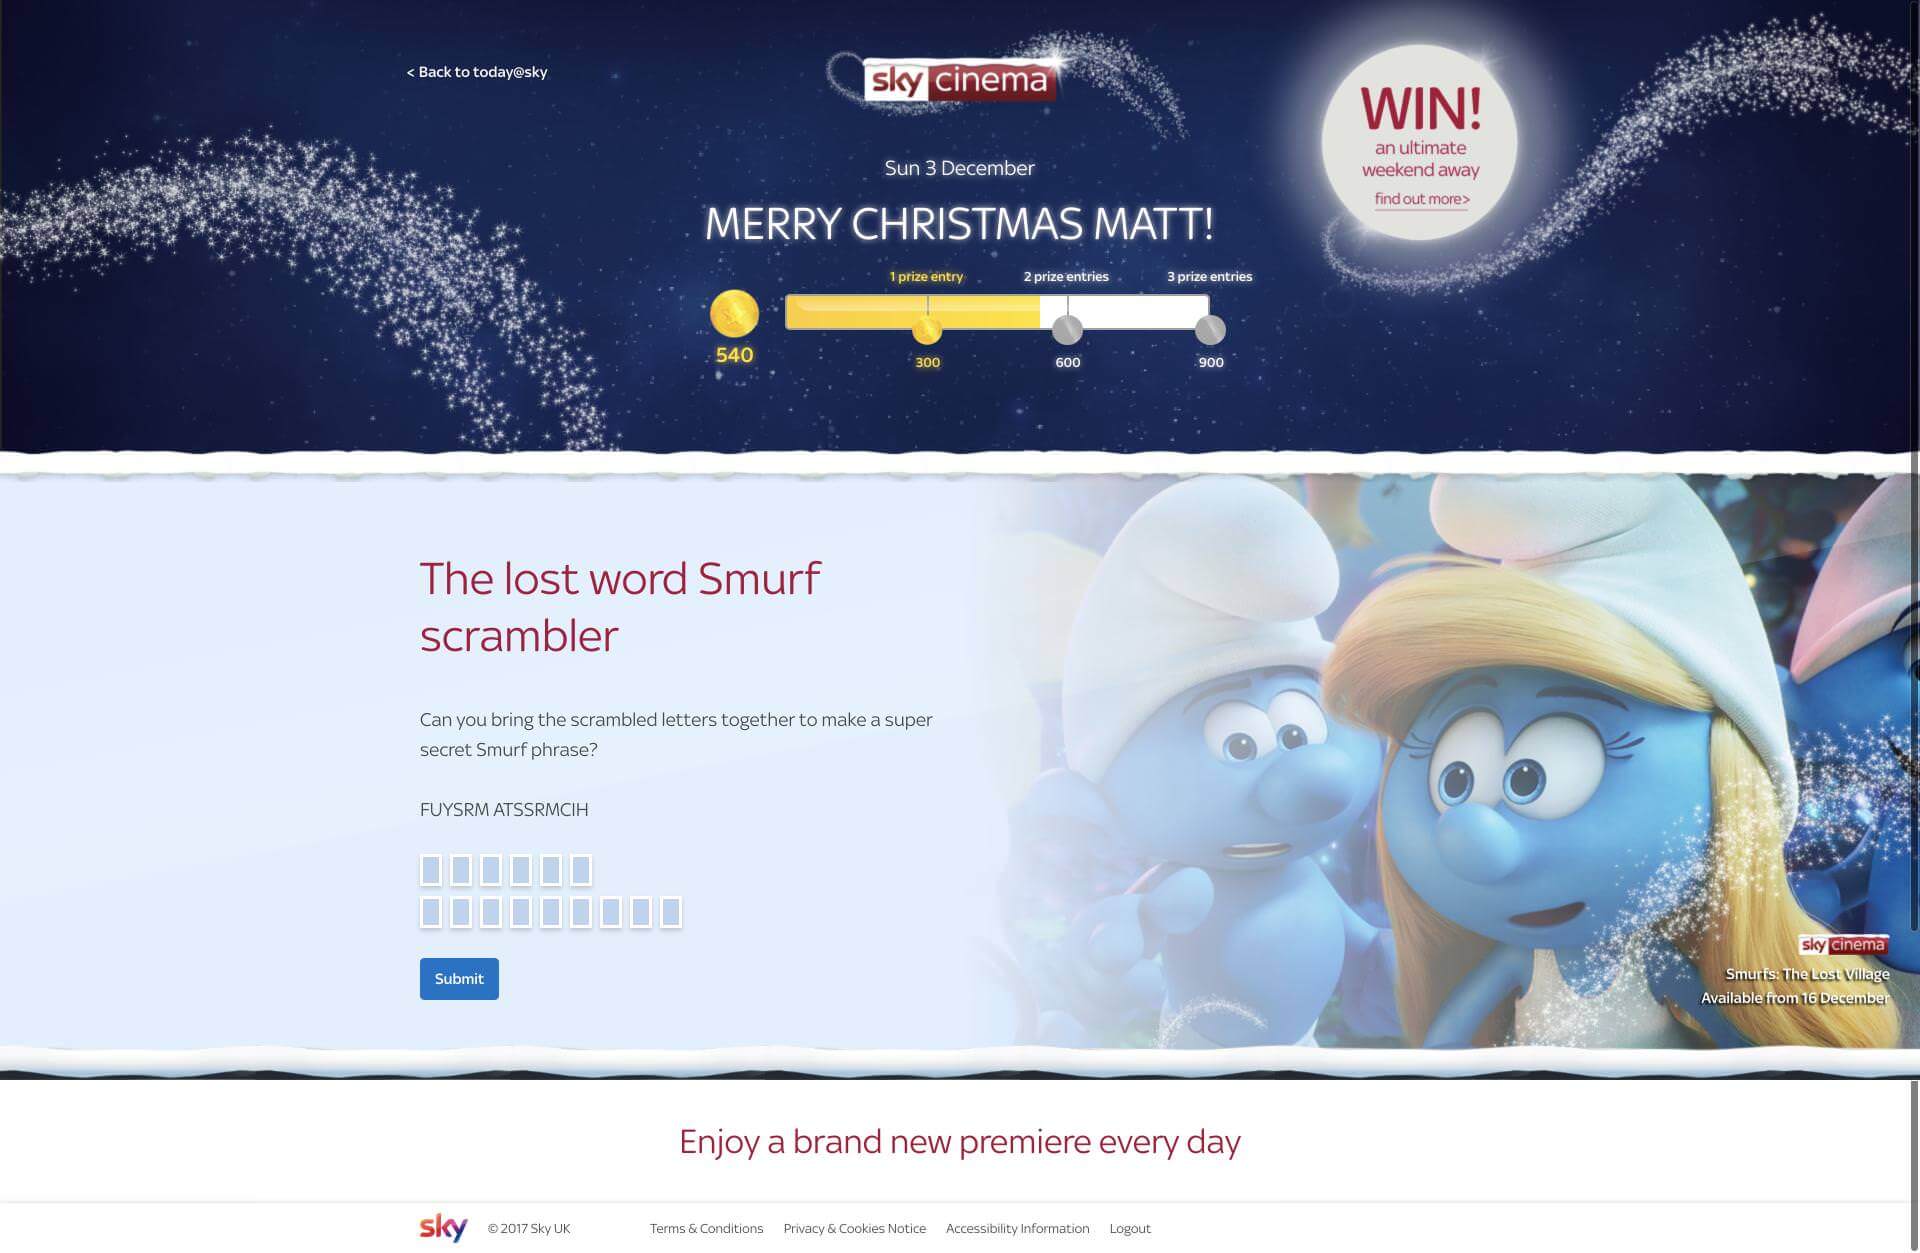 < Back to today@sky
sky cinema
WIN!
an ultimate
weekend away
find out more>
Sun 3 December
MERRY CHRISTMAS MATT!
1 prize entry
2 prize entries
3 prize entries
540
300
600
900
The lost word Smurf
scrambler
Can you bring the scrambled letters together to make a super
secret Smurf phrase?
FUYSRM ATSSRMCIH
Submit
sky cinema
Smurfs: The Lost Village
Available from 16 December
Enjoy a brand new premiere every day
sky
© 2017 Sky UK
Terms & Conditions
Privacy & Cookies Notice
Accessibility Information
Logout